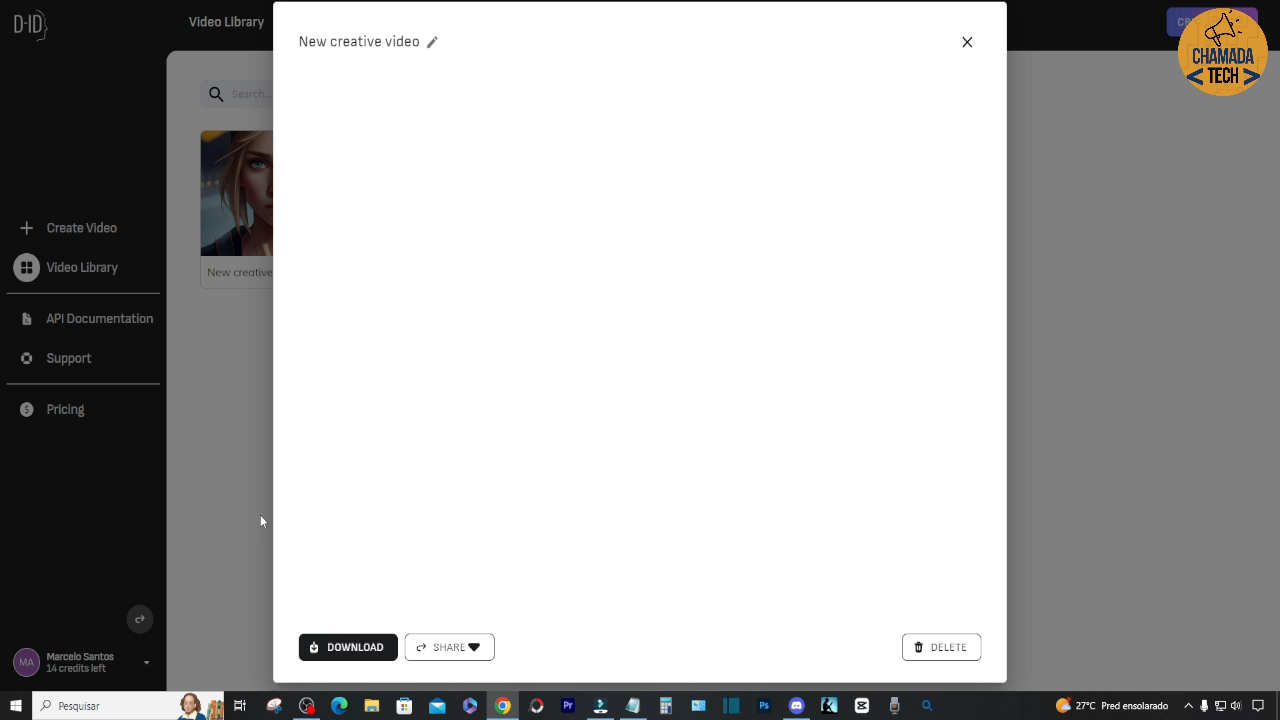 D-ID
Video Library
New creative video
CHAMADA
< TECH >
Search...
Create Video
Video Library
New creative
API Documentation
Support
Pricing
MA
Marcelo Santos
14 credits left
DOWNLOAD
SHARE
DELETE
Pesquisar
27°C Pred ensolarado